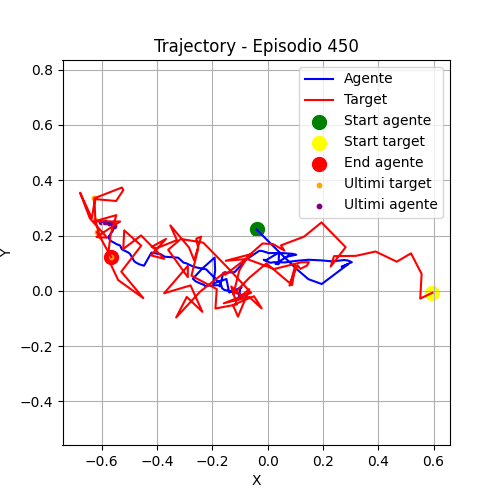 Trajectory - Episodio 450
Agente
Target
Start agente
Start target
End agente
Ultimi target
Ultimi agente
0.8
0.6
0.4
0.2
0.0
−0.2
−0.4
Y
−0.6
−0.4
−0.2
0.0
0.2
0.4
0.6
X